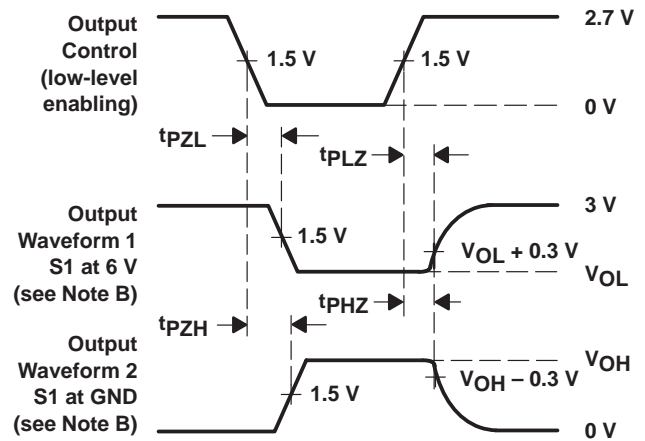 Output
Control
(low-level
enabling)
2.7 V
1.5 V
1.5 V
0 V
tPZL
tPLZ
Output
Waveform 1
S1 at 6 V
(see Note B)
3 V
1.5 V
VOL + 0.3 V
VOL
tPHZ
tPZH
Output
Waveform 2
S1 at GND
(see Note B)
VOH
1.5 V
VOH – 0.3 V
0 V